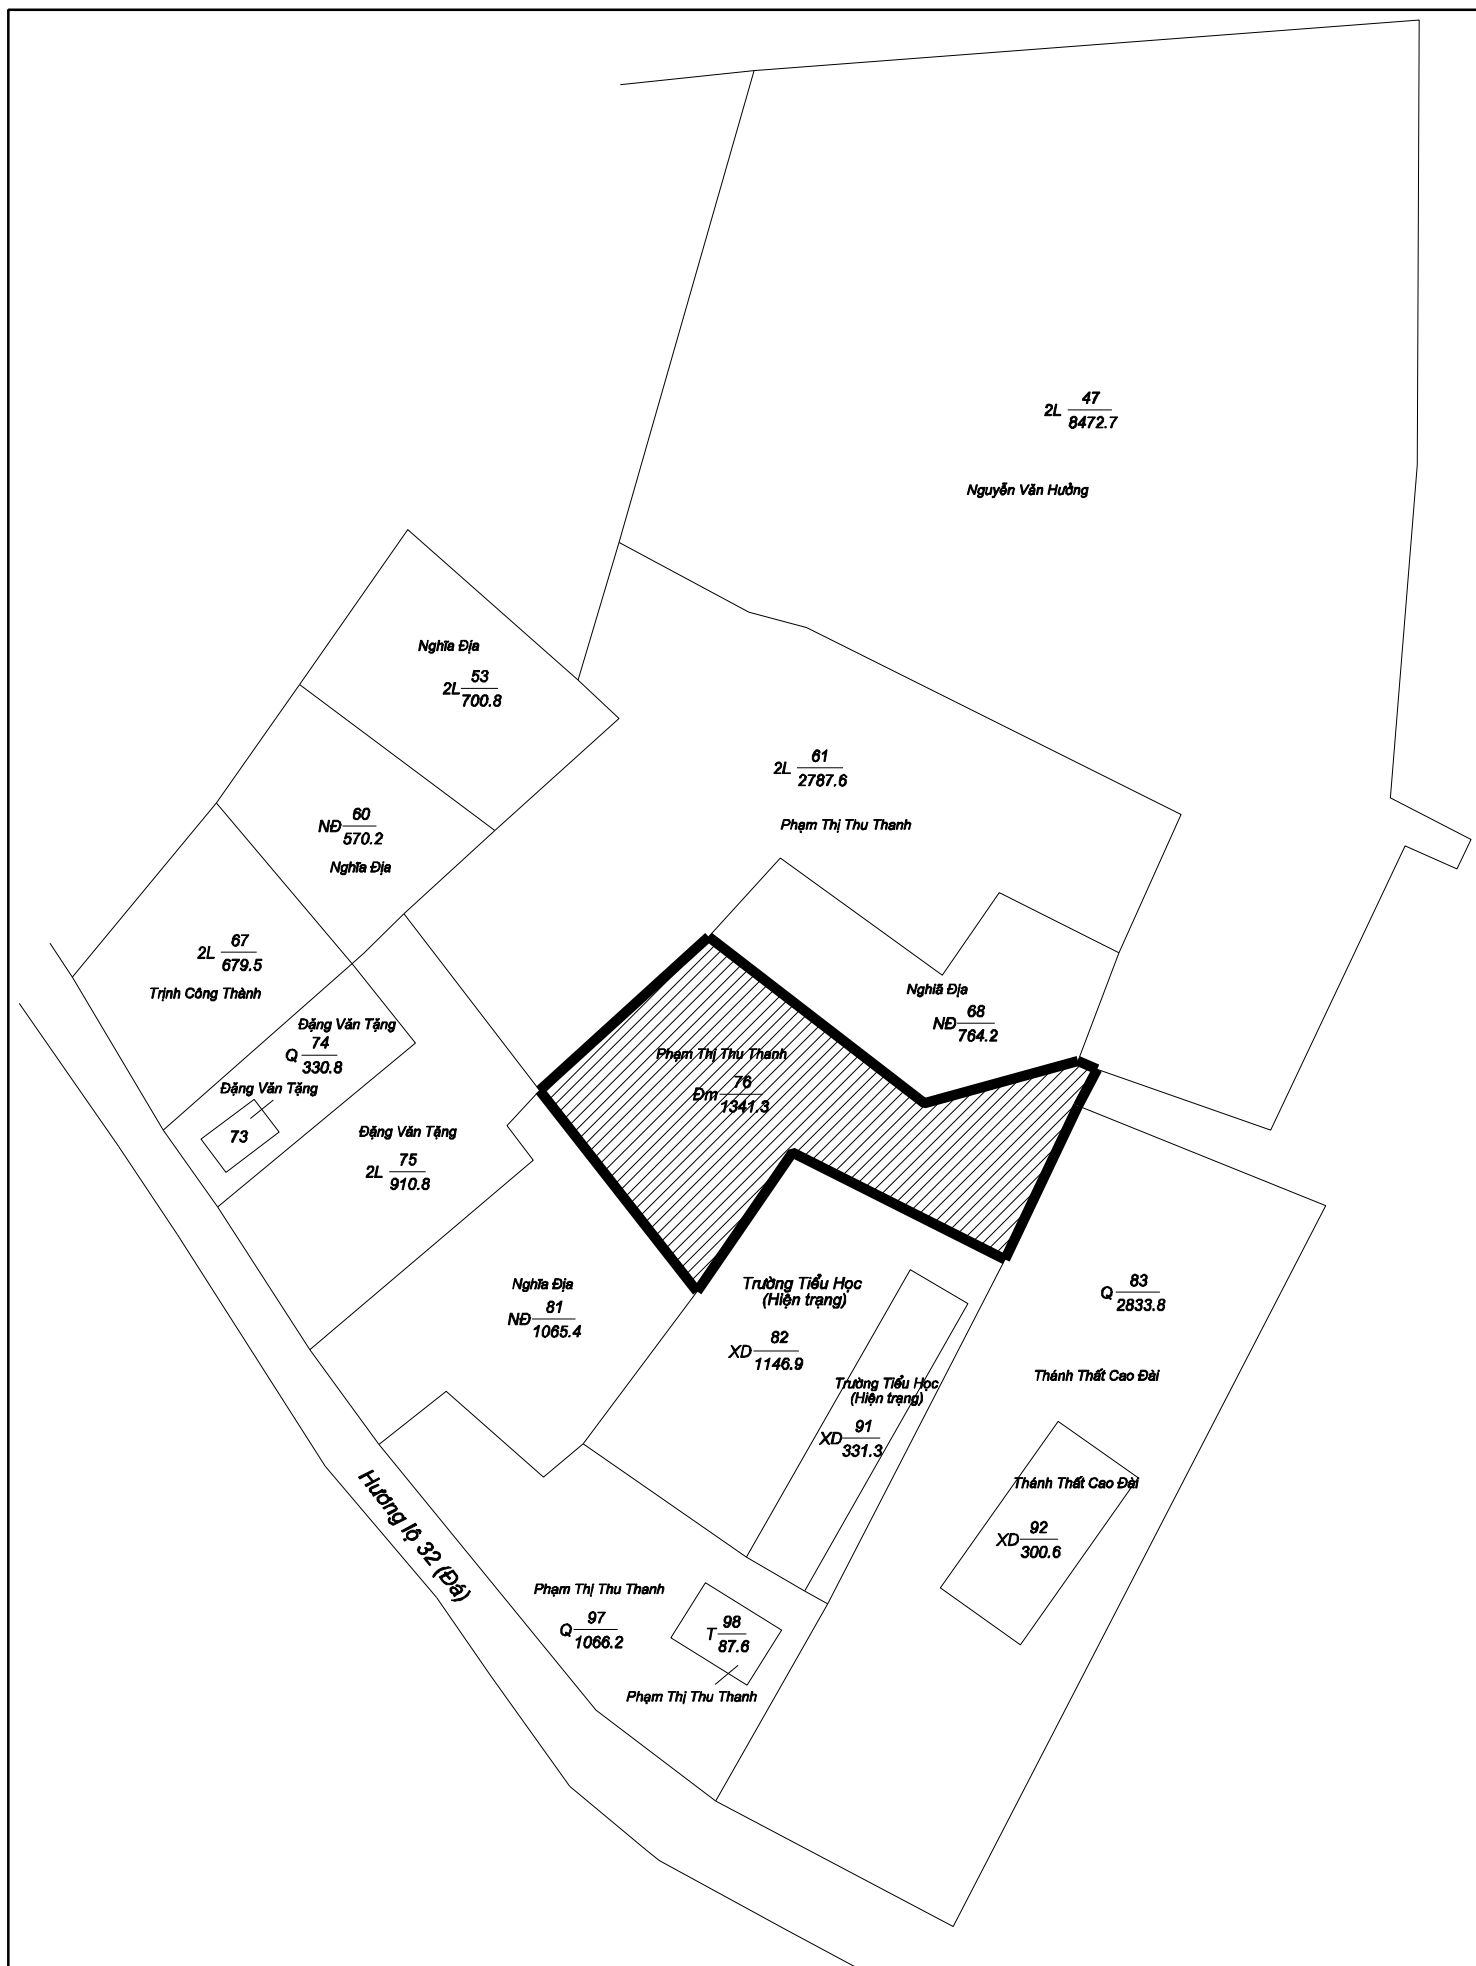 47
2L
8472.7
Nguyễn Văn Hưởng
Nghĩa Địa
53
2L
700.8
61
2L
2787.6
Phạm Thị Thu Thanh
60
NĐ
570.2
Nghĩa Địa
67
2L
679.5
Trịnh Công Thành
Nghiã Địa
68
NĐ
764.2
Đặng Văn Tặng
74
Q
330.8
Đặng Văn Tặng
73
Phạm Thị Thu Thanh
76
Đm
1341.3
Đặng Văn Tặng
75
2L
910.8
Nghĩa Địa
81
NĐ
1065.4
Trường Tiểu Học
(Hiện trạng)
82
XD
1146.9
83
Q
2833.8
Thánh Thất Cao Đài
Trường Tiểu Học
(Hiện trạng)
91
XD
331.3
Thánh Thất Cao Đài
92
XD
300.6
Hương lộ 32 (Đá)
Phạm Thị Thu Thanh
97
Q
1066.2
98
T
87.6
Phạm Thị Thu Thanh